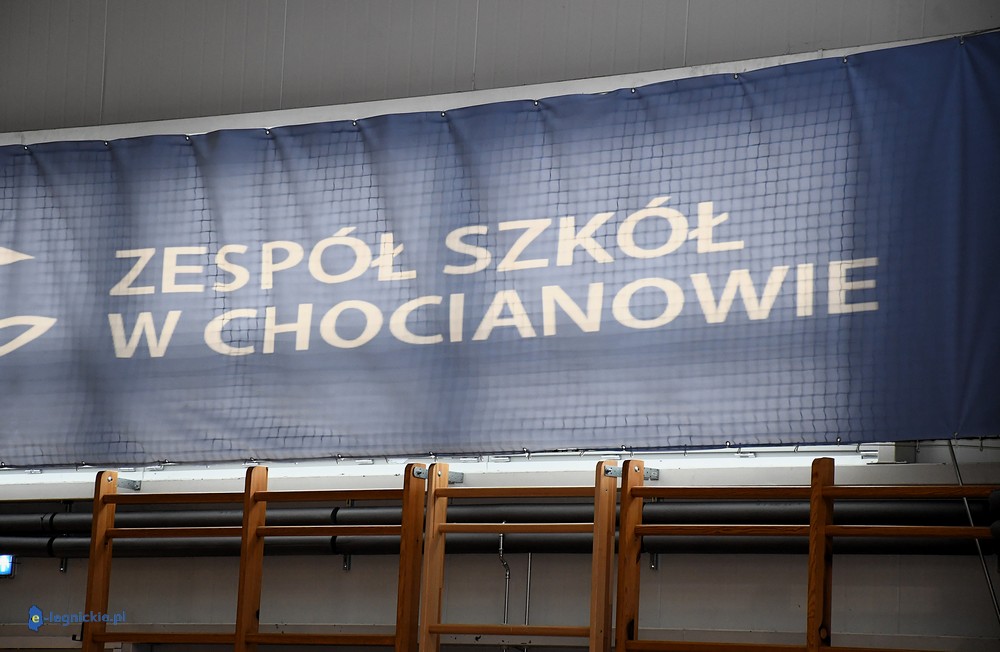 ZESPÓŁ SZKÓŁ
W CHOCIANOWIE
e-legnickie.pl